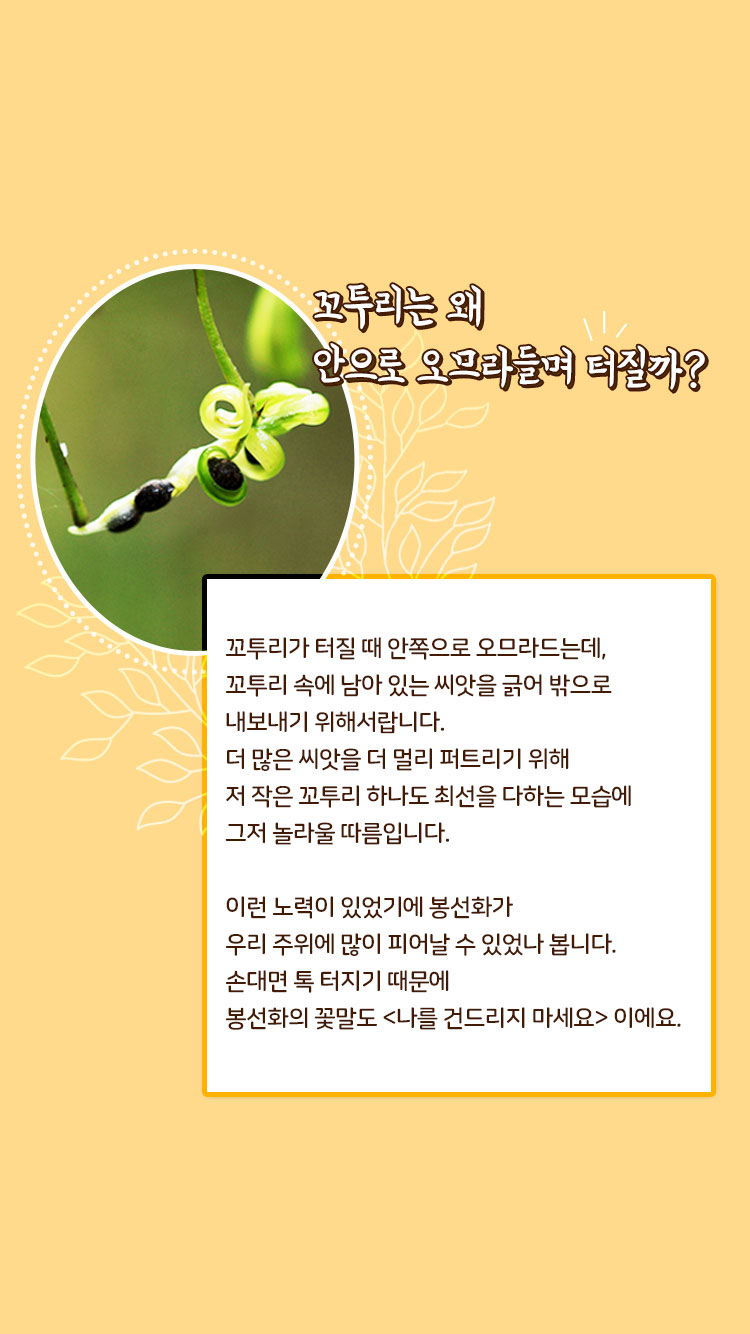 꼬투리는 왜
안으로 오므라들며 터질까?
꼬투리가 터질 때 안쪽으로 오므라드는데,
꼬투리 속에 남아 있는 씨앗을 긁어 밖으로
내보내기 위해서랍니다.
더 많은 씨앗을 더 멀리 퍼트리기 위해
저 작은 꼬투리 하나도 최선을 다하는 모습에
그저 놀라울 따름입니다.
이런 노력이 있었기에 봉선화가
우리 주위에 많이 피어날 수 있었나 봅니다.
손대면 톡 터지기 때문에
봉선화의 꽃말도 <나를 건드리지 마세요> 이에요.